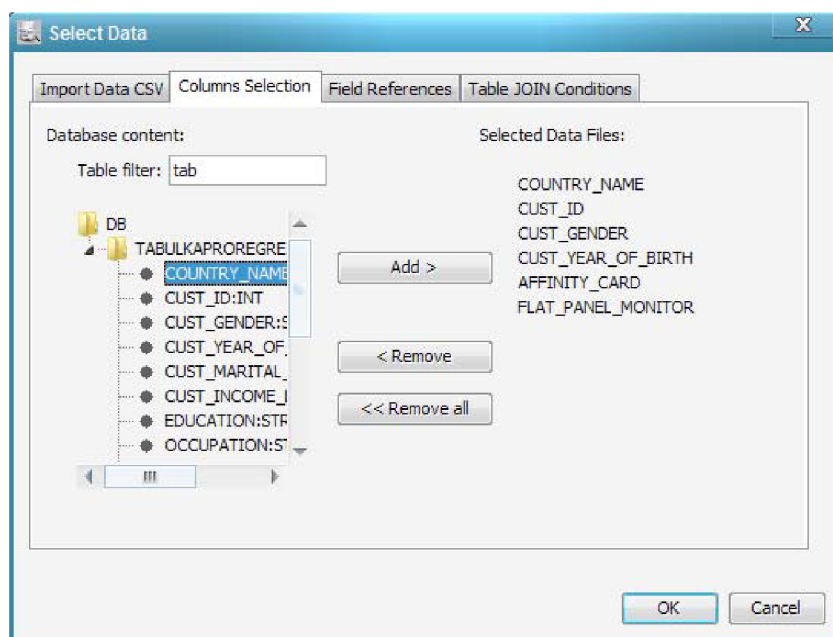 Select Data
Import Data CSV
Columns Selection
Field References
Table JOIN Conditions
Database content:
Table filter: tab
DB
TABULKAPROREGRE
COUNTRY_NAME
CUST_ID:INT
CUST_GENDER:S
CUST_YEAR_OF_
CUST_MARITAL_
CUST_INCOME_L
EDUCATION:STR
OCCUPATION:ST
Add >
< Remove
<< Remove all
Selected Data Files:
COUNTRY_NAME
CUST_ID
CUST_GENDER
CUST_YEAR_OF_BIRTH
AFFINITY_CARD
FLAT_PANEL_MONITOR
OK
Cancel